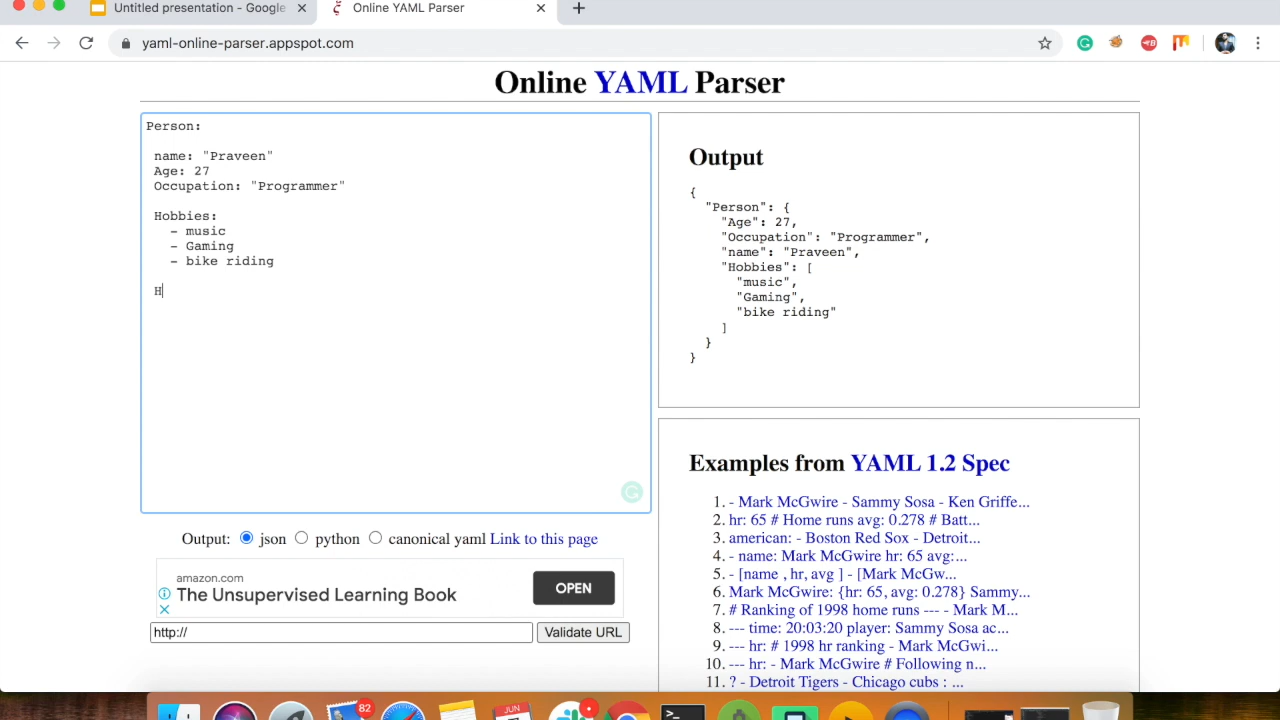 Untitled presentation - Google
Online YAML Parser
yaml-online-parser.appspot.com
Online YAML Parser
Person:
name: "Praveen"
Age: 27
Occupation: "Programmer"
Hobbies:
- music
- Gaming
- bike riding
H
Output: json python canonical yaml Link to this page
amazon.com
The Unsupervised Learning Book
OPEN
http://
Validate URL
Output
{
"Person": {
"Age": 27,
"Occupation": "Programmer",
"name": "Praveen",
"Hobbies": [
"music",
"Gaming",
"bike riding"
]
}
}
Examples from YAML 1.2 Spec
1. - Mark McGwire - Sammy Sosa - Ken Griffe...
2. hr: 65 # Home runs avg: 0.278 # Batt...
3. american: - Boston Red Sox - Detroit...
4. - name: Mark McGwire hr: 65 avg:...
5. - [name , hr, avg ] - [Mark McGw...
6. Mark McGwire: {hr: 65, avg: 0.278} Sammy...
7. # Ranking of 1998 home runs --- - Mark M...
8. --- time: 20:03:20 player: Sammy Sosa ac...
9. --- hr: # 1998 hr ranking - Mark McGwi...
10. --- hr: - Mark McGwire # Following n...
11. ? - Detroit Tigers - Chicago cubs : ...
82
JUN